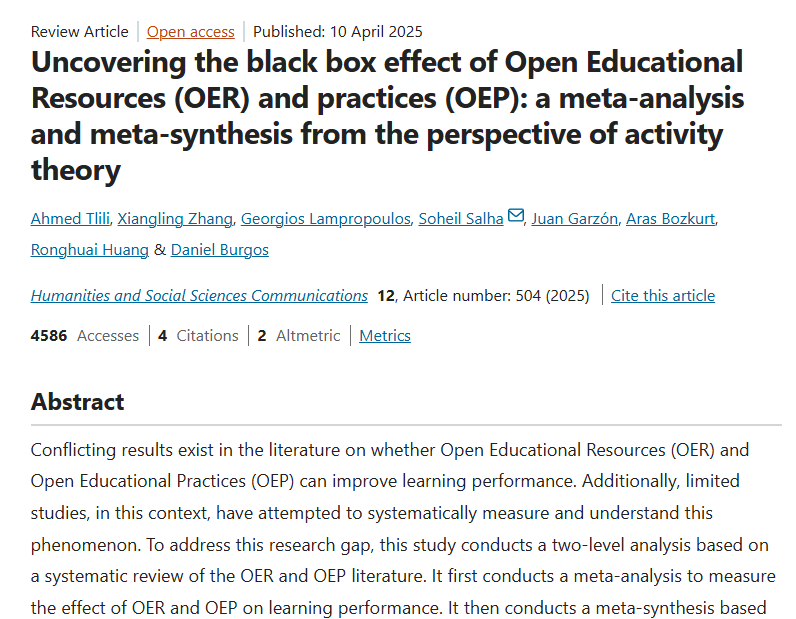 Review Article | Open access | Published: 10 April 2025
Uncovering the black box effect of Open Educational
Resources (OER) and practices (OEP): a meta-analysis
and meta-synthesis from the perspective of activity
theory
Ahmed Tlili, Xiangling Zhang, Georgios Lampropoulos, Soheil Salha, Juan Garzón, Aras Bozkurt,
Ronghuai Huang & Daniel Burgos
Humanities and Social Sciences Communications 12, Article number: 504 (2025) | Cite this article
4586 Accesses | 4 Citations | 2 Altmetric | Metrics
Abstract
Conflicting results exist in the literature on whether Open Educational Resources (OER) and
Open Educational Practices (OEP) can improve learning performance. Additionally, limited
studies, in this context, have attempted to systematically measure and understand this
phenomenon. To address this research gap, this study conducts a two-level analysis based on
a systematic review of the OER and OEP literature. It first conducts a meta-analysis to measure
the effect of OER and OEP on learning performance. It then conducts a meta-synthesis based